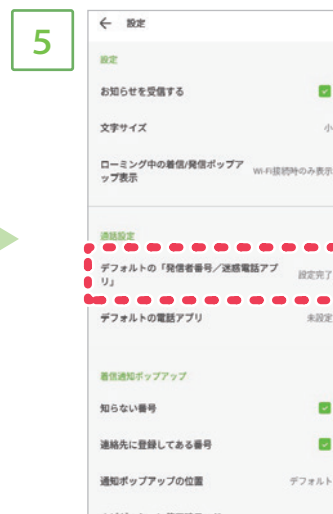 5
← 設定
設定
お知らせを受信する
文字サイズ 小
ローミング中の着信/発信ポップア
ップ表示 Wi-Fi接続時のみ表示
通話設定
デフォルトの「発信者番号／迷惑電話アプ
リ」 設定完了
デフォルトの電話アプリ 未設定
着信通知ポップアップ
知らない番号
連絡先に登録してある番号
通知ポップアップの位置 デフォルト